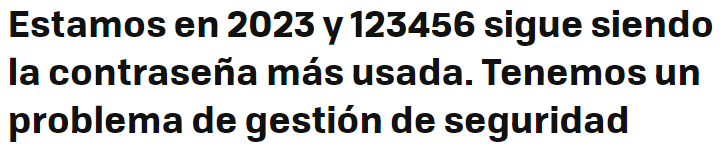 Estamos en 2023 y 123456 sigue siendo
la contraseña más usada. Tenemos un
problema de gestión de seguridad